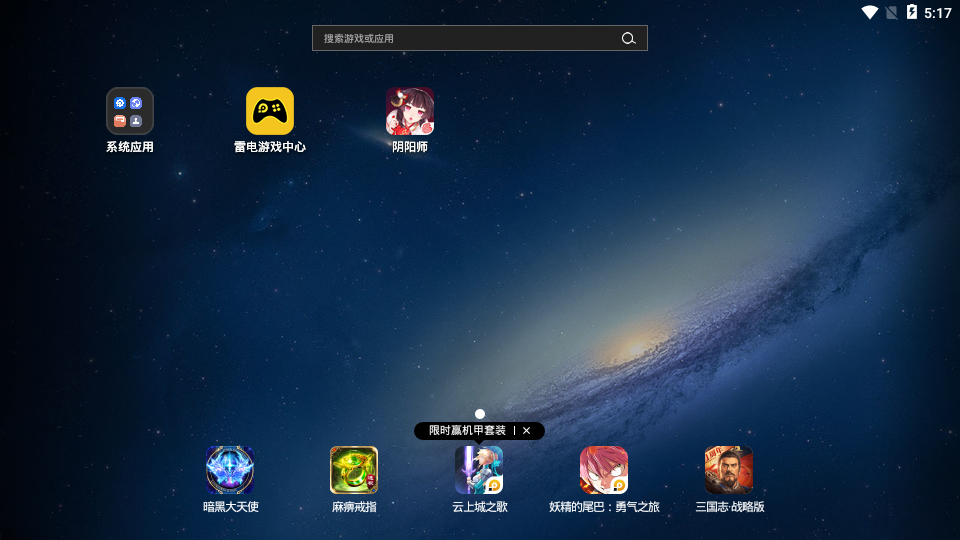 5:17
搜索游戏或应用
系统应用
雷电游戏中心
阴阳师
限时赢机甲套装
暗黑大天使
麻痹戒指
云上城之歌
妖精的尾巴：勇气之旅
三国志·战略版